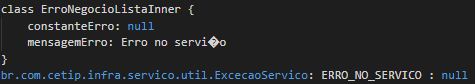 class ErroNegocioListaInner {
    constanteErro: null
    mensagemErro: Erro no servi�o
}
br.com.cetip.infra.servico.util.ExcecaoServico: ERRO_NO_SERVICO : null